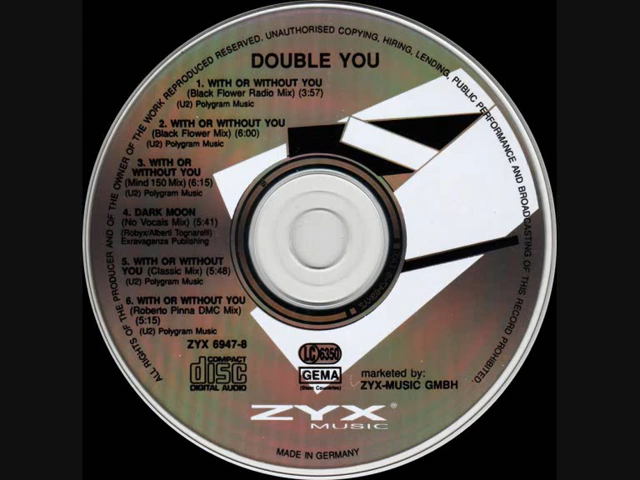 ALL RIGHTS OF THE PRODUCER AND OF THE OWNER OF THE WORK REPRODUCED RESERVED. UNAUTHORISED COPYING, HIRING, LENDING, PUBLIC PERFORMANCE AND BROADCASTING OF THIS RECORD PROHIBITED.
DOUBLE YOU
1. WITH OR WITHOUT YOU
(Black Flower Radio Mix) (3:57)
(U2) Polygram Music
2. WITH OR WITHOUT YOU
(Black Flower Mix) (6:00)
(U2) Polygram Music
3. WITH OR
WITHOUT YOU
(Mind 150 Mix) (6:15)
(U2) Polygram Music
4. DARK MOON
(No Vocals Mix) (5:41)
(Robyx/Alberti Tognarelli)
Extravaganza Publishing
5. WITH OR WITHOUT
YOU (Classic Mix) (5:48)
(U2) Polygram Music
6. WITH OR WITHOUT YOU
(Roberto Pinna DMC Mix)
(5:15)
(U2) Polygram Music
ZYX 6947-8
COMPACT
disc
DIGITAL AUDIO
LC 6350
GEMA
marketed by:
ZYX-MUSIC GMBH
ZYX®
MUSIC
MADE IN GERMANY